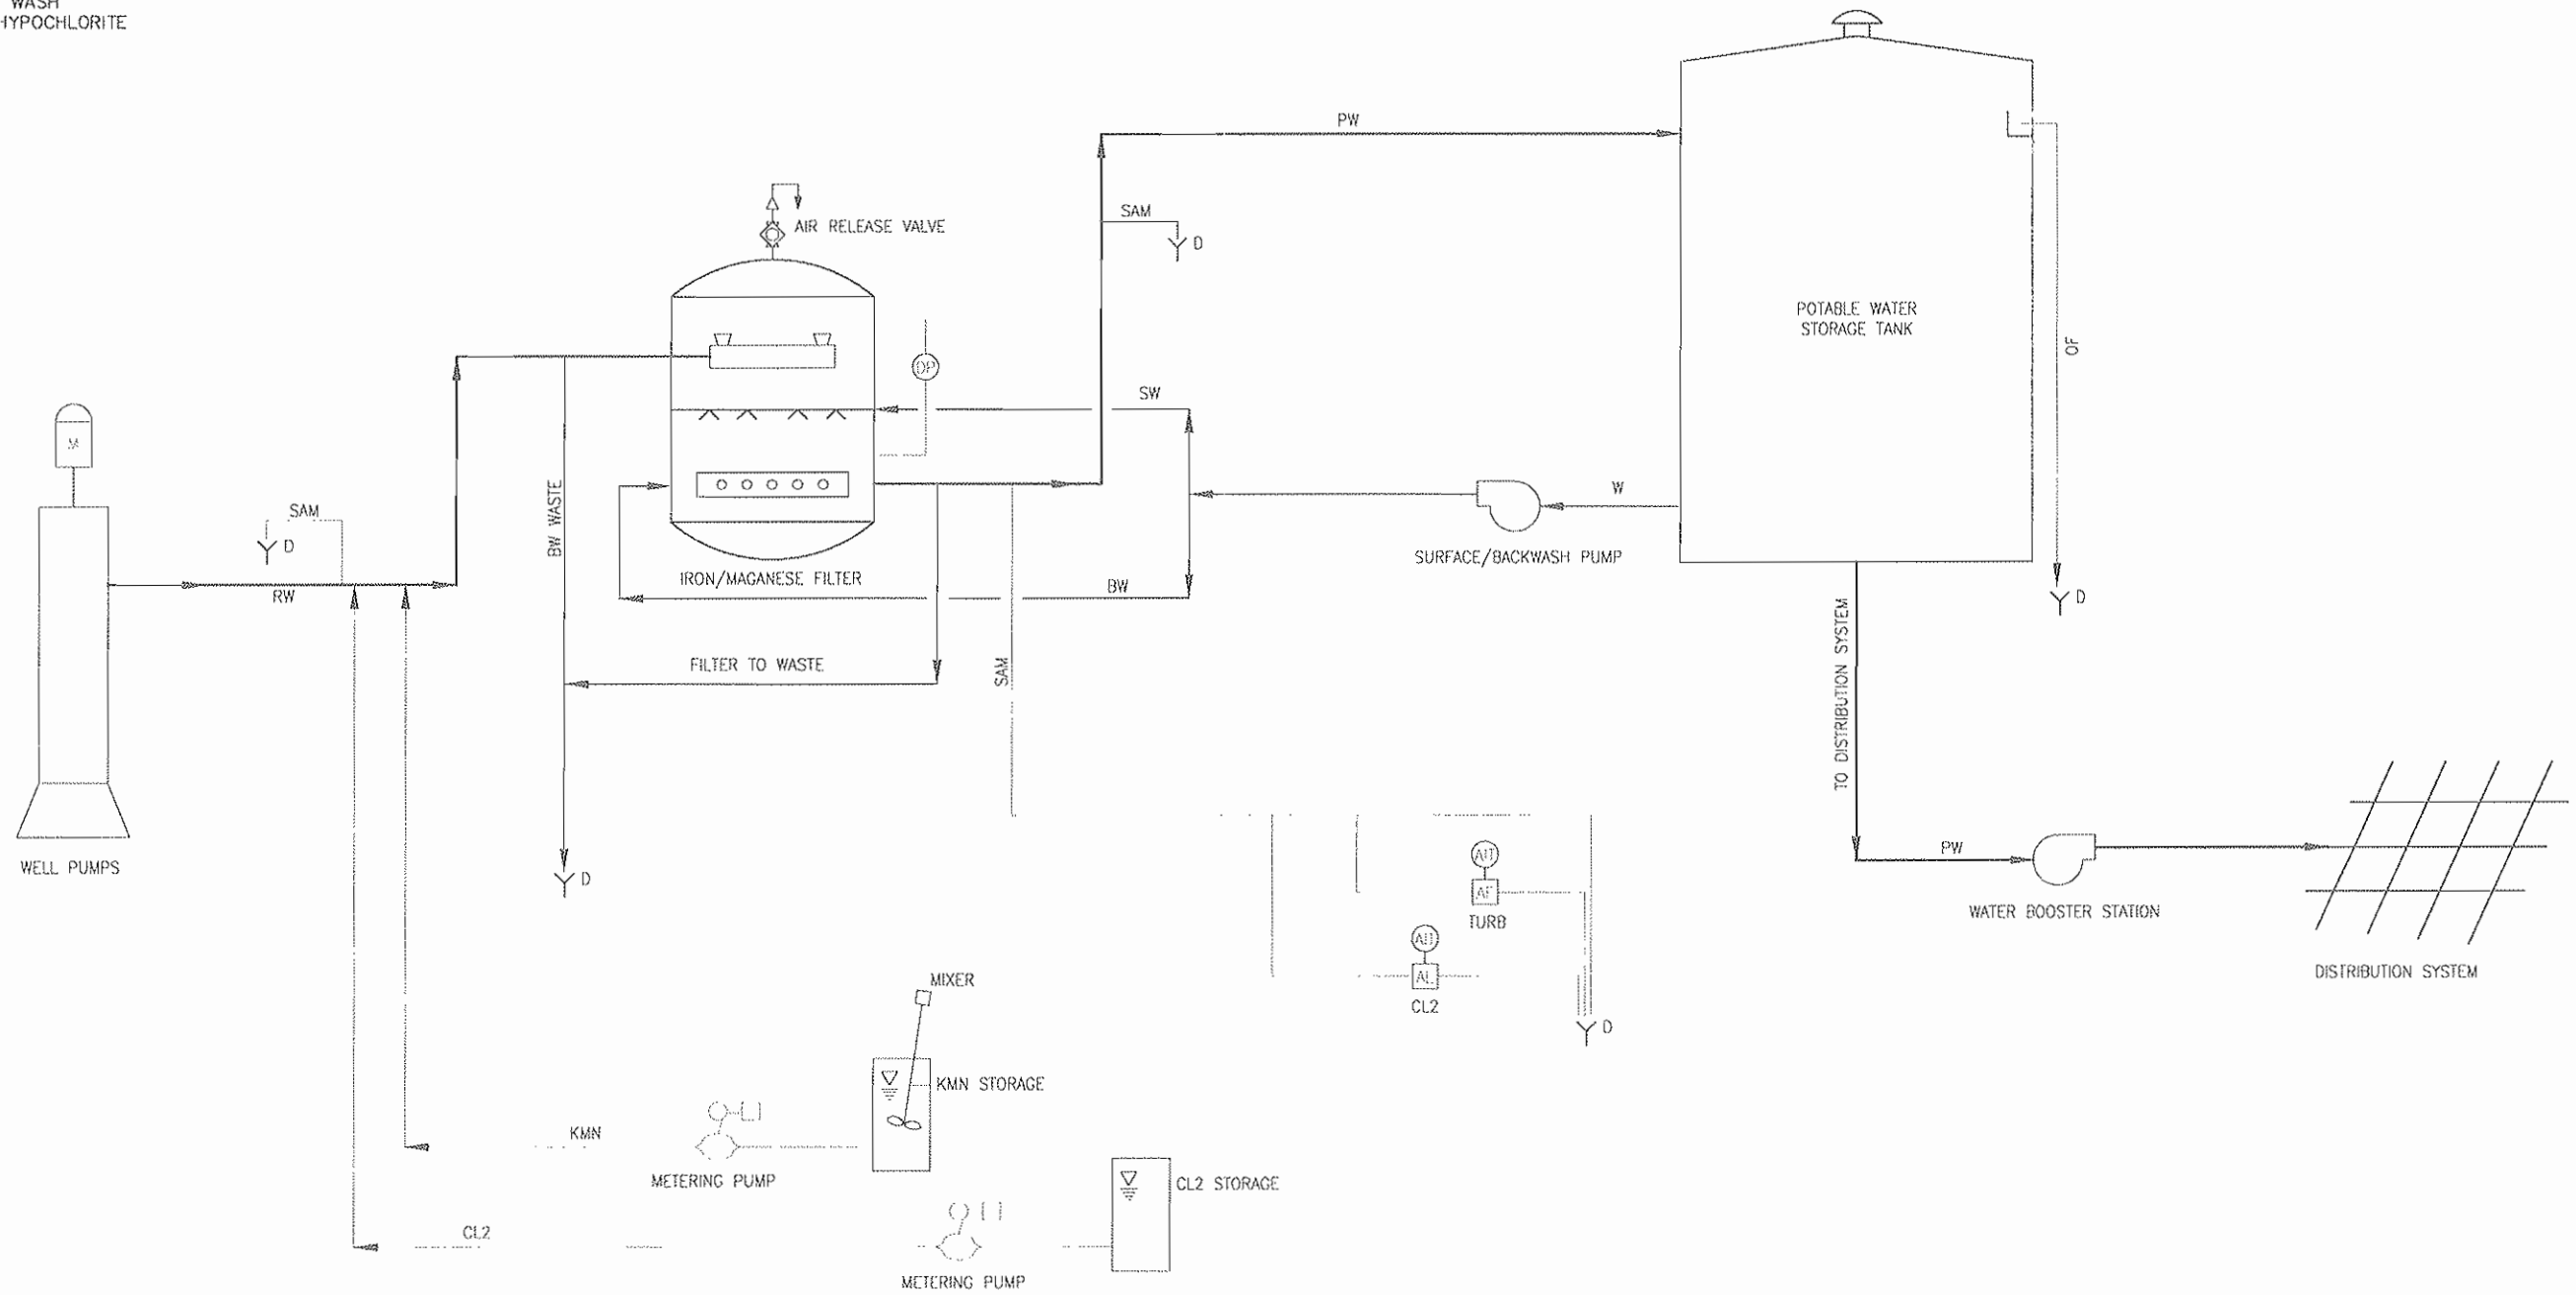 WASH
HYPOCHLORITE
PW
AIR RELEASE VALVE
SAM
D
POTABLE WATER
STORAGE TANK
OF
DP
SW
M
SAM
D
RW
BW WASTE
IRON/MAGANESE FILTER
BW
W
SURFACE/BACKWASH PUMP
D
FILTER TO WASTE
SAM
TO DISTRIBUTION SYSTEM
WELL PUMPS
D
AIT
TURB
PW
WATER BOOSTER STATION
DISTRIBUTION SYSTEM
AIT
CL2
D
MIXER
KMN STORAGE
KMN
METERING PUMP
CL2 STORAGE
CL2
METERING PUMP